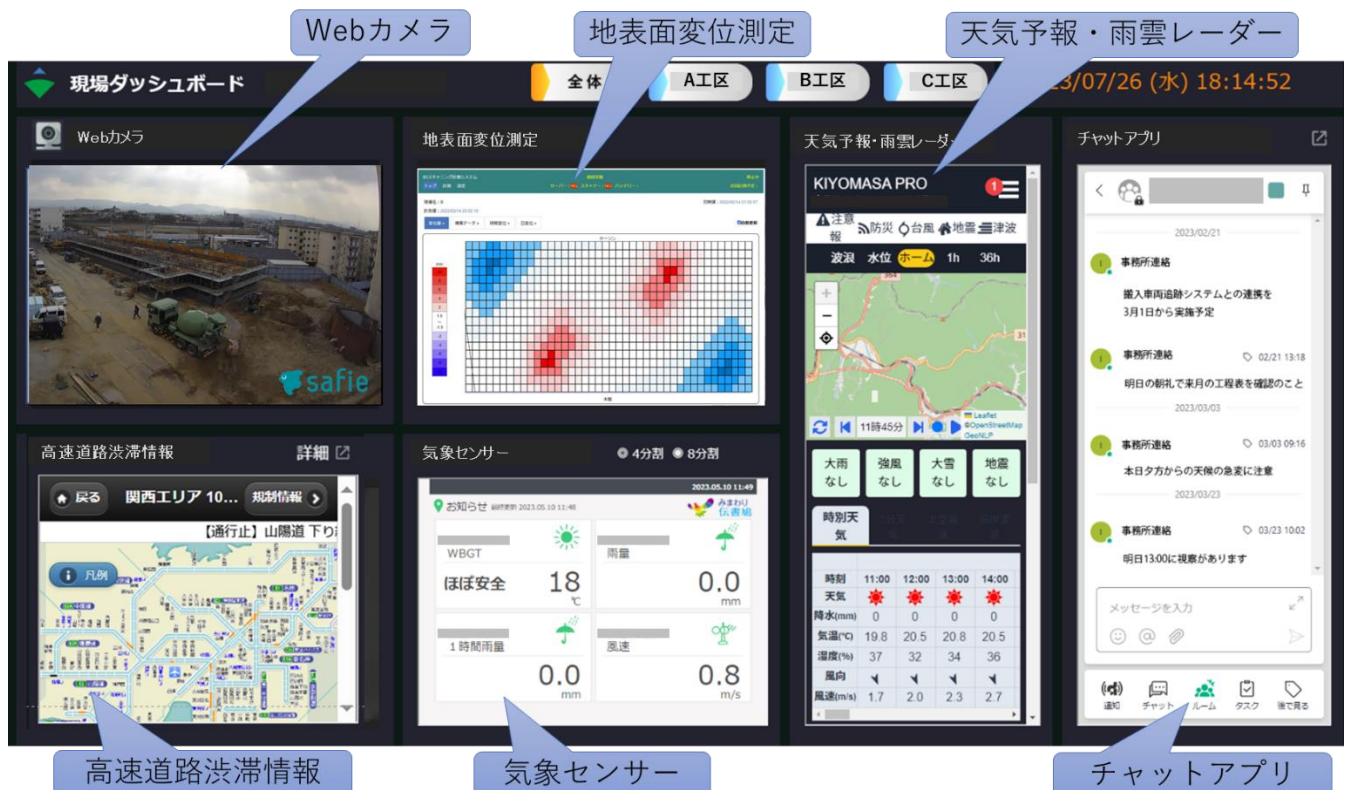 Webカメラ
地表面変位測定
天気予報・雨雲レーダー
現場ダッシュボード
全体
A工区
B工区
C工区
3/07/26 (水) 18:14:52
Webカメラ
safie
地表面変位測定
天気予報・雨雲レーダー
KIYOMASA PRO
1
注意報
防災
台風
地震
津波
波浪
水位
ホーム
1h
36h
354
+
−
11時45分
Leaflet
©OpenStreetMap
GeoNLP
大雨 なし
強風 なし
大雪 なし
地震 なし
時別天気
時刻 11:00 12:00 13:00 14:00
天気
降水(mm) 0 0 0 0
気温(℃) 19.8 20.5 20.8 20.5
湿度(%) 37 32 34 36
風向
風速(m/s) 1.7 2.0 2.3 2.7
チャットアプリ
2023/02/21
事務所連絡
搬入車両追跡システムとの連携を
3月1日から実施予定
事務所連絡 02/21 13:18
明日の朝礼で来月の工程表を確認のこと
2023/03/03
事務所連絡 03/03 09:16
本日夕方からの天候の急変に注意
2023/03/23
事務所連絡 03/23 10:02
明日13:00に視察があります
メッセージを入力
通知
チャット
ルーム
タスク
後で見る
高速道路渋滞情報
詳細
戻る
関西エリア 10...
規制情報
【通行止】山陽道 下り
凡例
気象センサー
4分割
8分割
2023.05.10 11:49
お知らせ 最終更新 2023.05.10 11:48
みまわり
伝書鳩
WBGT
ほぼ安全 18
℃
雨量
0.0
mm
1時間雨量
0.0
mm
風速
0.8
m/s
高速道路渋滞情報
気象センサー
チャットアプリ